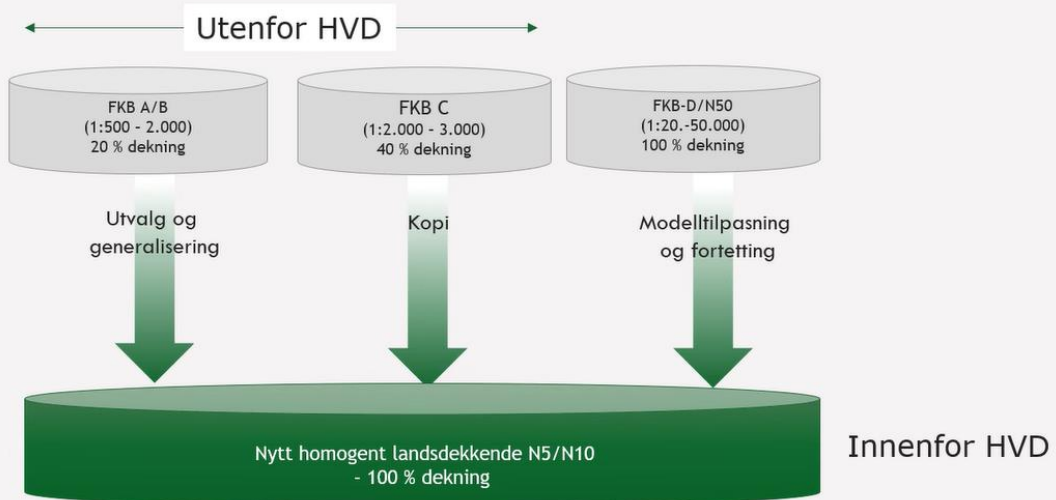 Utenfor HVD
FKB A/B
(1:500 - 2.000)
20 % dekning
FKB C
(1:2.000 - 3.000)
40 % dekning
FKB-D/N50
(1:20.-50.000)
100 % dekning
Utvalg og
generalisering
Kopi
Modelltilpasning
og fortetting
Nytt homogent landsdekkende N5/N10
- 100 % dekning
Innenfor HVD